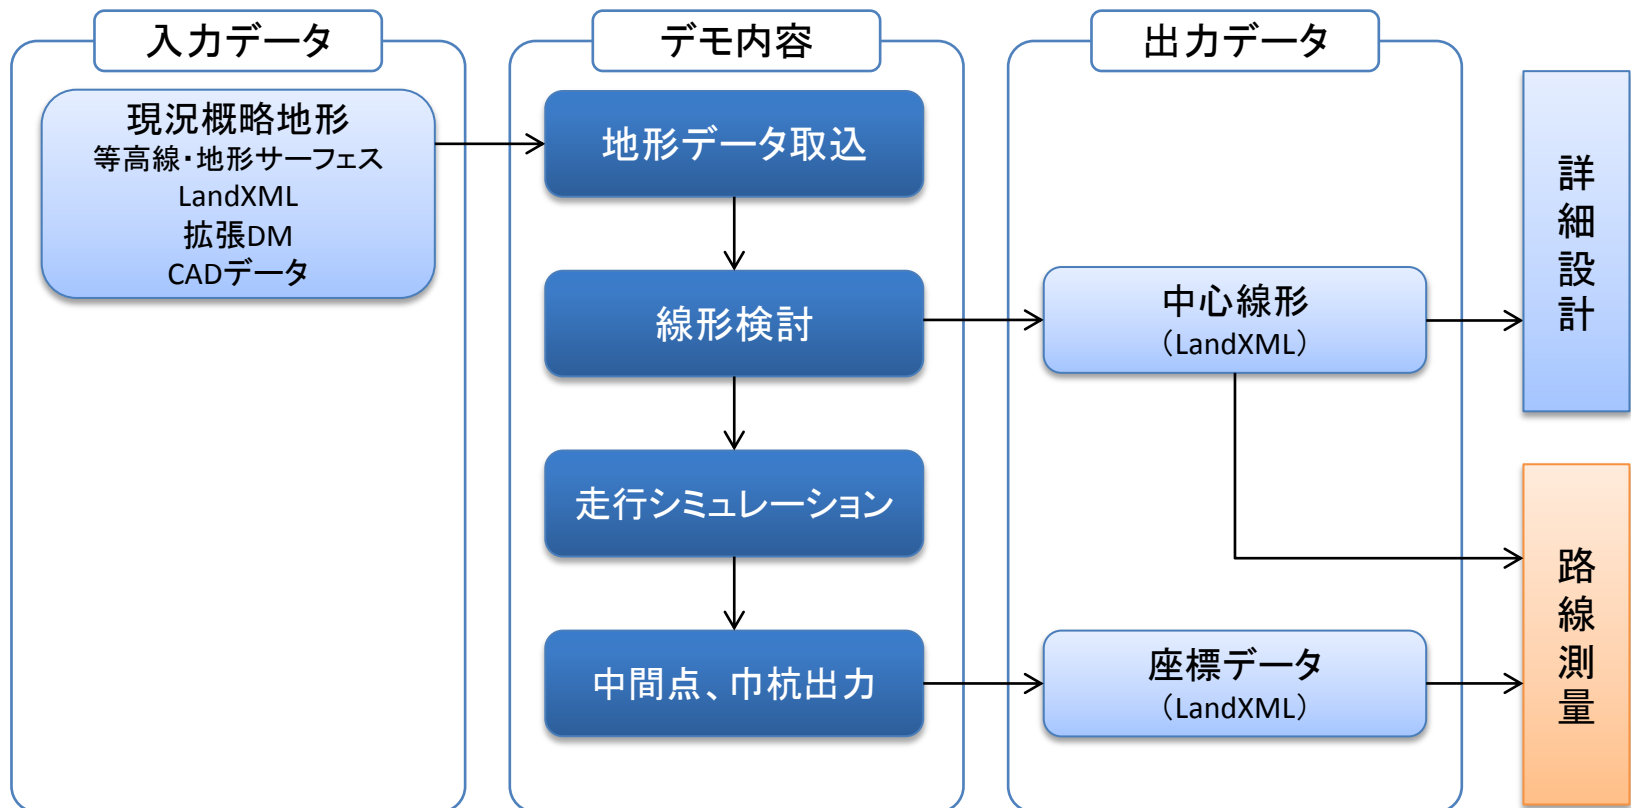 入力データ
現況概略地形
等高線・地形サーフェス
LandXML
拡張DM
CADデータ
デモ内容
地形データ取込
線形検討
走行シミュレーション
中間点、巾杭出力
出力データ
中心線形
（LandXML）
座標データ
（LandXML）
詳細設計
路線測量